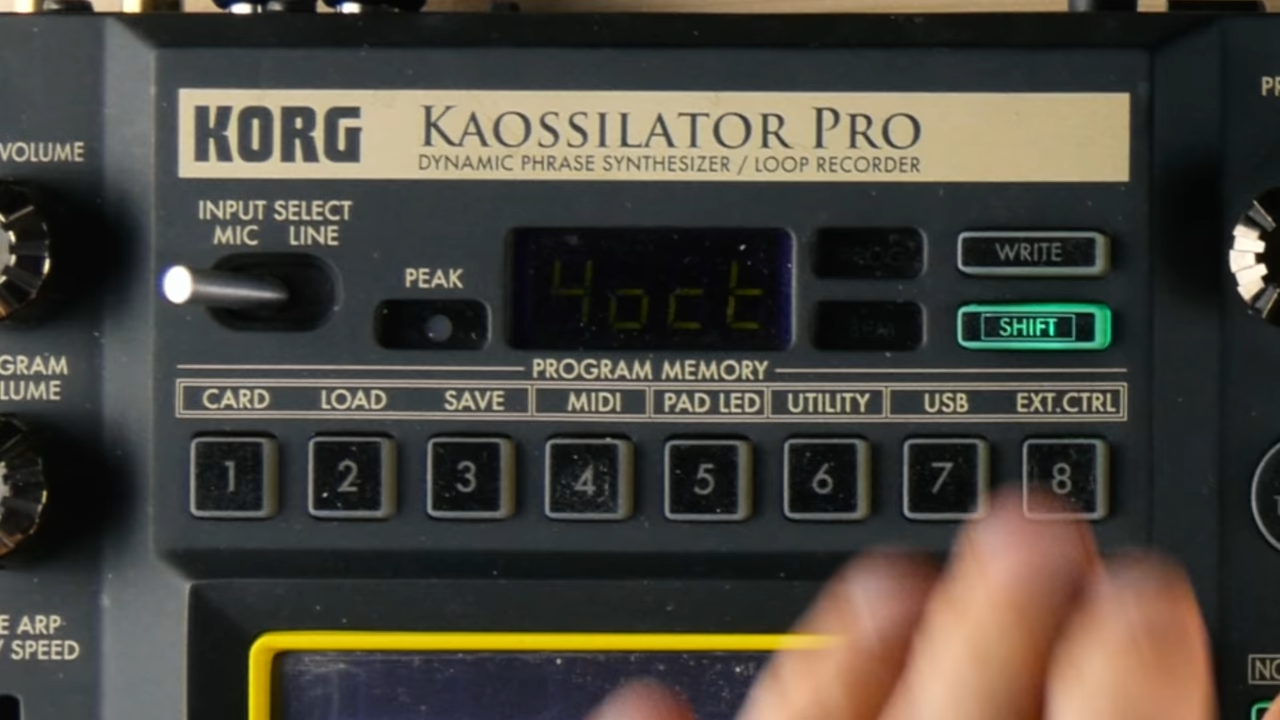 KORG
KAOSSILATOR PRO
DYNAMIC PHRASE SYNTHESIZER / LOOP RECORDER
VOLUME
INPUT SELECT
MIC LINE
PEAK
4oct
WRITE
SHIFT
PROGRAM MEMORY
CARD LOAD SAVE MIDI PAD LED UTILITY USB EXT.CTRL
1 2 3 4 5 6 7 8
ARP
SPEED